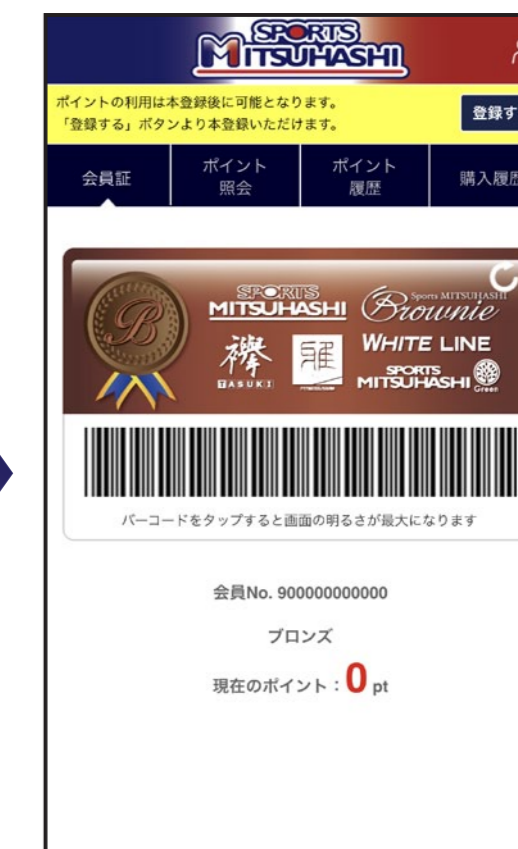 SPORTS
MITSUHASHI
ポイントの利用は本登録後に可能となります。
「登録する」ボタンより本登録いただけます。
登録す
会員証
ポイント
照会
ポイント
履歴
購入履歴
B
SPORTS
MITSUHASHI
Sports MITSUHASHI
Brownie
襷
TASUKI
雅
WHITE LINE
SPORTS
MITSUHASHI
Green
バーコードをタップすると画面の明るさが最大になります
会員No. 900000000000
ブロンズ
現在のポイント：0 pt